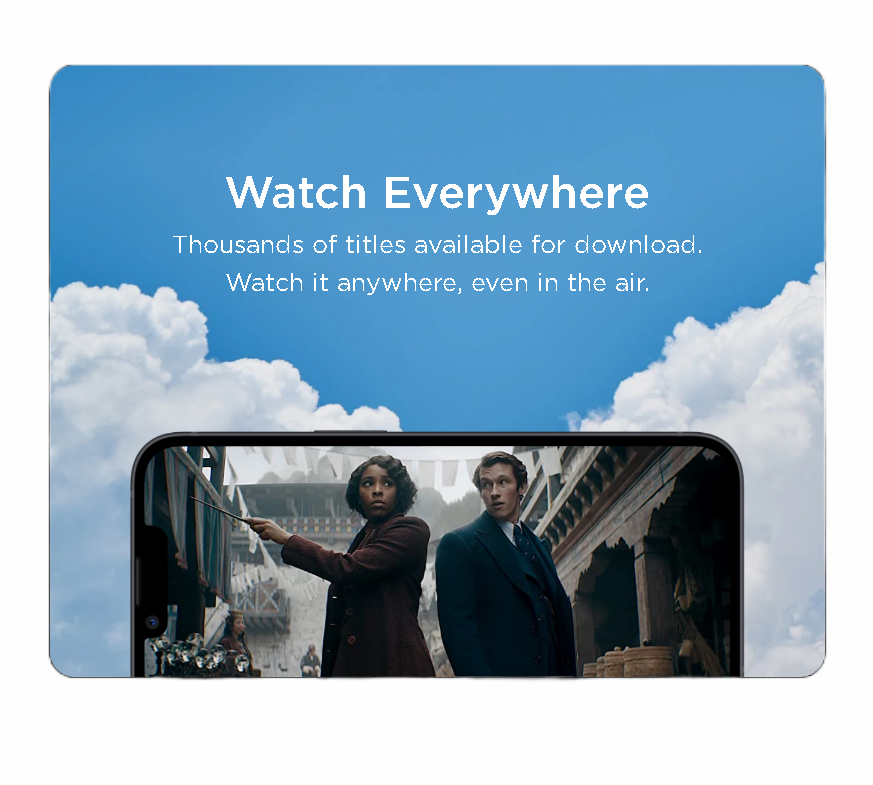 Watch Everywhere
Thousands of titles available for download.
Watch it anywhere, even in the air.